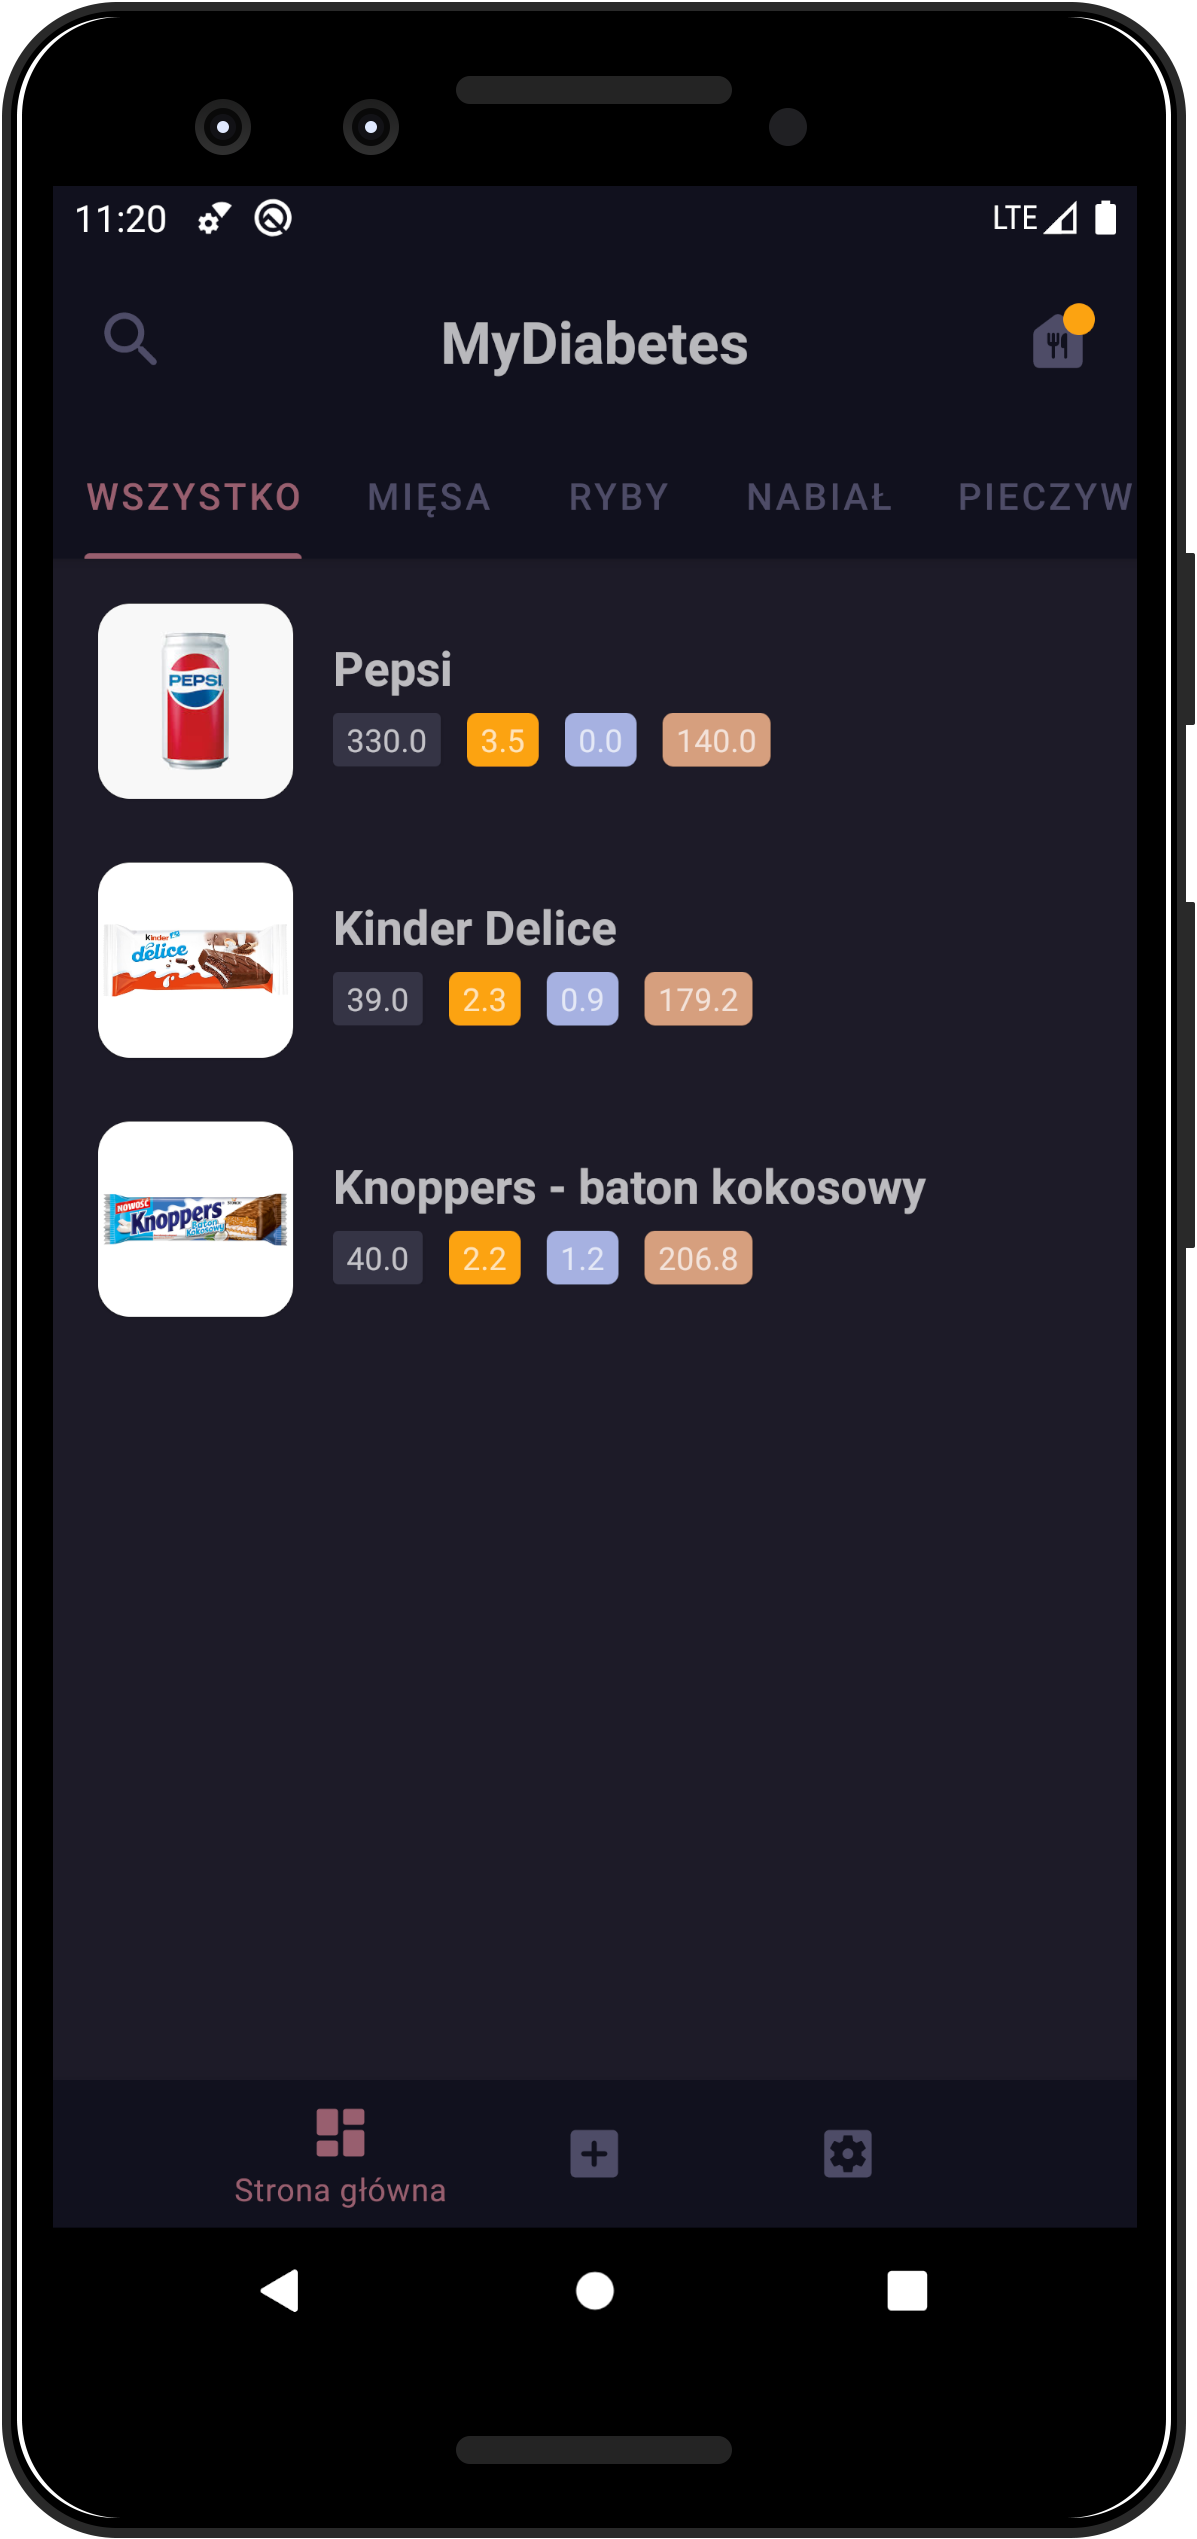 11:20 LTE
MyDiabetes
WSZYSTKO MIĘSA RYBY NABIAŁ PIECZYW
PEPSI
Pepsi
330.0 3.5 0.0 140.0
Kinder
delice
Kinder Delice
39.0 2.3 0.9 179.2
NOWOŚĆ
Knoppers
Baton
Kokosowy
Knoppers - baton kokosowy
40.0 2.2 1.2 206.8
Strona główna